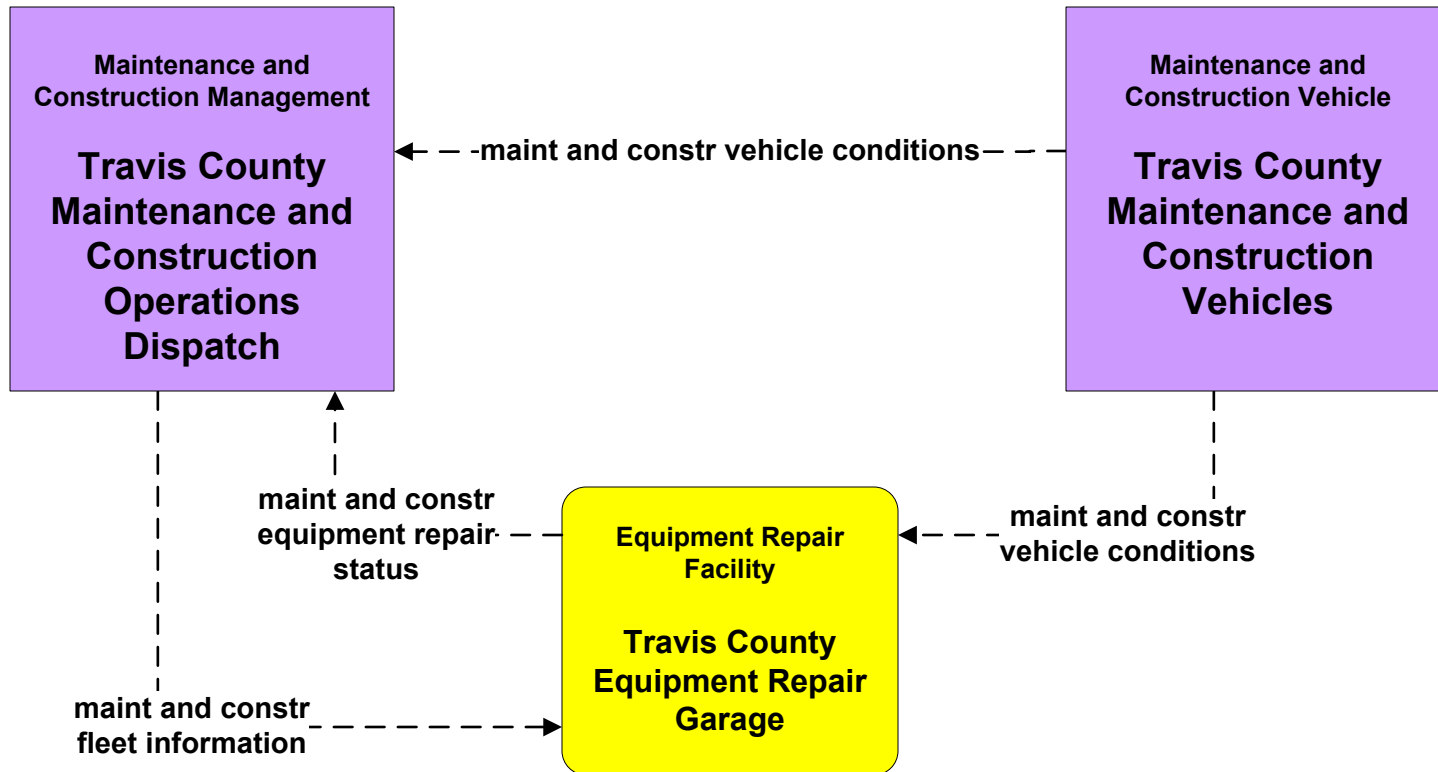 Maintenance and
Construction Management
Travis County
Maintenance and
Construction
Operations
Dispatch
maint and constr vehicle conditions
Maintenance and
Construction Vehicle
Travis County
Maintenance and
Construction
Vehicles
maint and constr
equipment repair
status
Equipment Repair
Facility
Travis County
Equipment Repair
Garage
maint and constr
vehicle conditions
maint and constr
fleet information